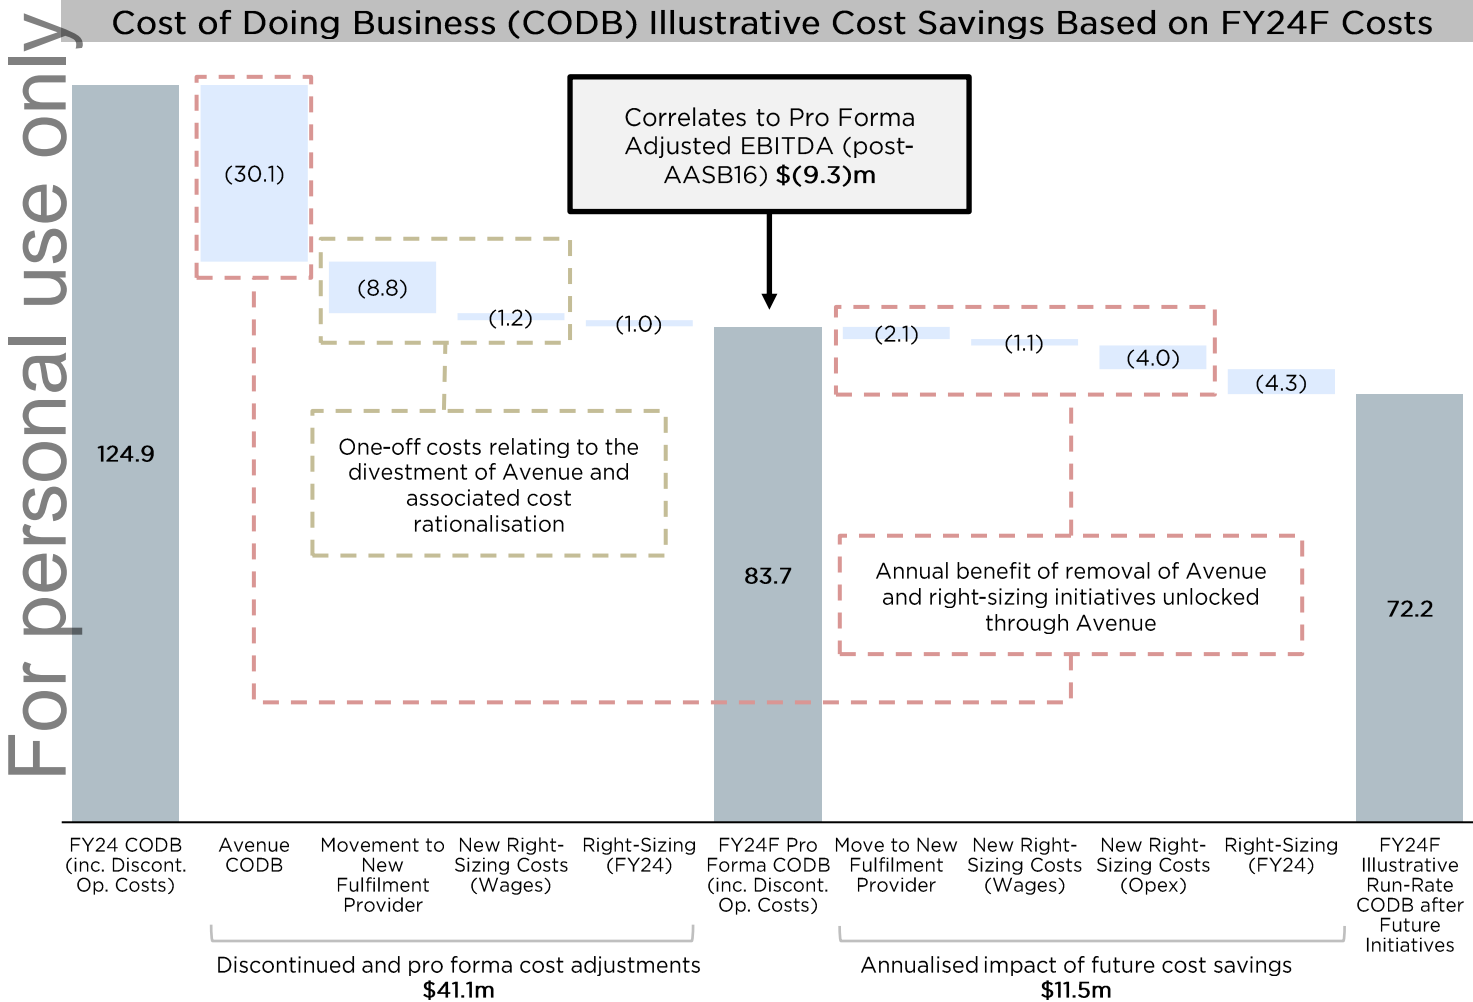 Cost of Doing Business (CODB) Illustrative Cost Savings Based on FY24F Costs
For personal use only
Correlates to Pro Forma
Adjusted EBITDA (post-
AASB16) $(9.3)m
(30.1)
(8.8)
(1.2)
(1.0)
(2.1)
(1.1)
(4.0)
(4.3)
124.9
One-off costs relating to the
divestment of Avenue and
associated cost
rationalisation
83.7
Annual benefit of removal of Avenue
and right-sizing initiatives unlocked
through Avenue
72.2
FY24 CODB
(inc. Discont.
Op. Costs)
Avenue
CODB
Movement to
New
Fulfilment
Provider
New Right-
Sizing Costs
(Wages)
Right-Sizing
(FY24)
FY24F Pro
Forma CODB
(inc. Discont.
Op. Costs)
Move to New
Fulfilment
Provider
New Right-
Sizing Costs
(Wages)
New Right-
Sizing Costs
(Opex)
Right-Sizing
(FY24)
FY24F
Illustrative
Run-Rate
CODB after
Future
Initiatives
Discontinued and pro forma cost adjustments
$41.1m
Annualised impact of future cost savings
$11.5m